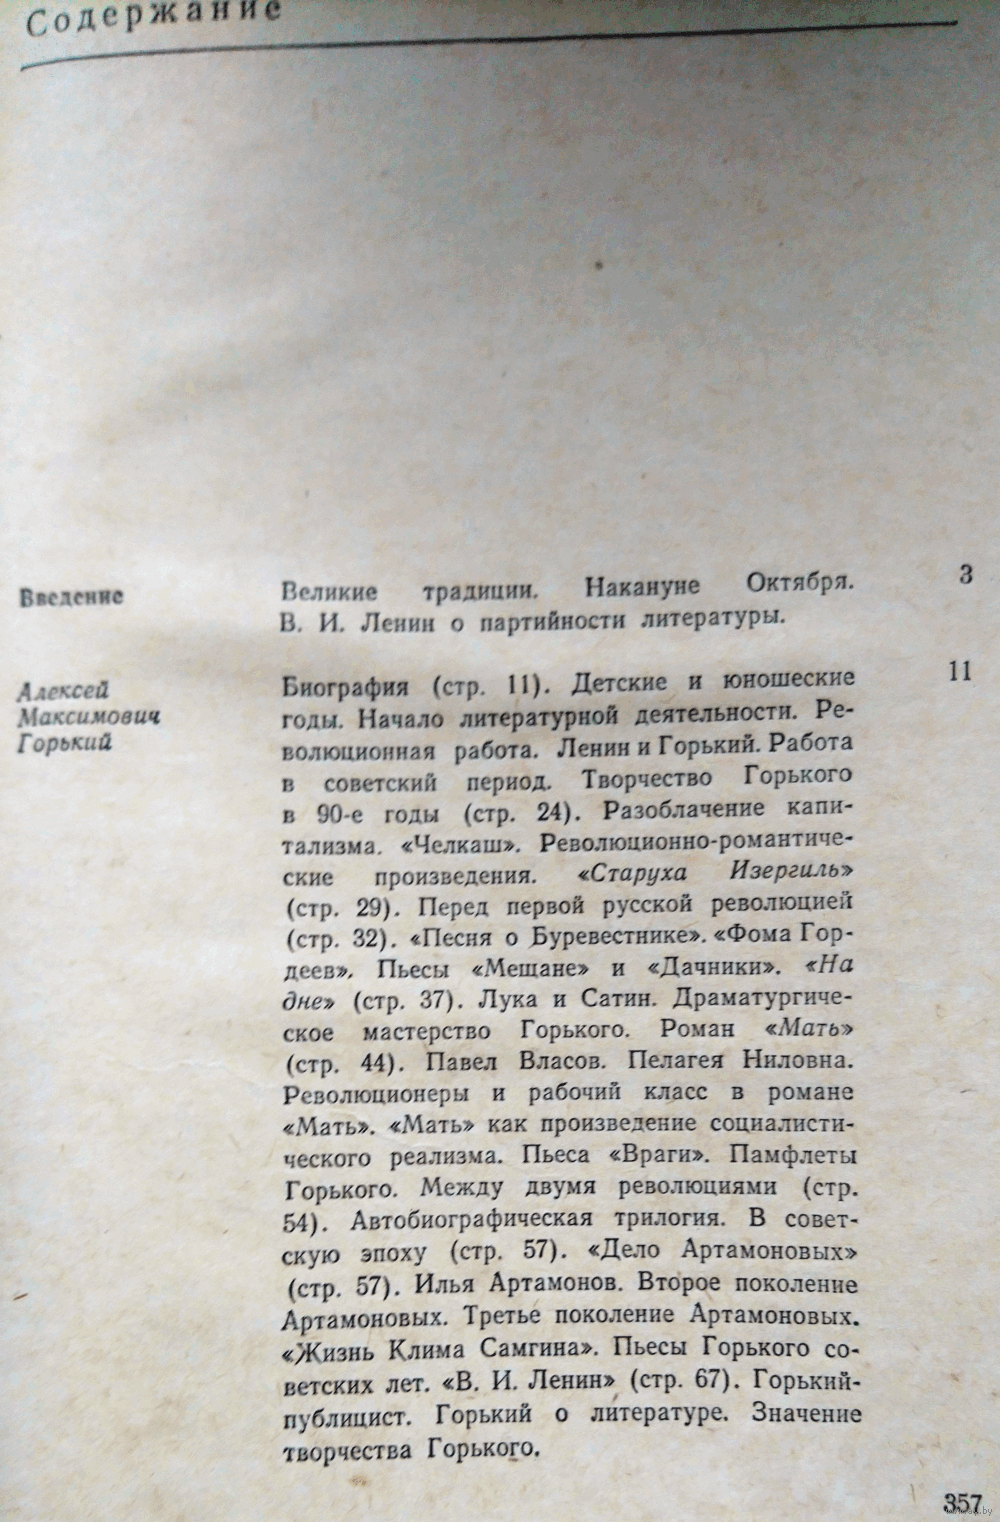 Содержание
Введение
Великие традиции. Накануне Октября. 3
В. И. Ленин о партийности литературы.
Алексей
Максимович
Горький
Биография (стр. 11). Детские и юношеские 11
годы. Начало литературной деятельности. Ре-
волюционная работа. Ленин и Горький. Работа
в советский период. Творчество Горького
в 90-е годы (стр. 24). Разоблачение капи-
тализма. «Челкаш». Революционно-романтиче-
ские произведения. «Старуха Изергиль»
(стр. 29). Перед первой русской революцией
(стр. 32). «Песня о Буревестнике». «Фома Гор-
деев». Пьесы «Мещане» и «Дачники». «На
дне» (стр. 37). Лука и Сатин. Драматургиче-
ское мастерство Горького. Роман «Мать»
(стр. 44). Павел Власов. Пелагея Ниловна.
Революционеры и рабочий класс в романе
«Мать». «Мать» как произведение социалисти-
ческого реализма. Пьеса «Враги». Памфлеты
Горького. Между двумя революциями (стр.
54). Автобиографическая трилогия. В совет-
скую эпоху (стр. 57). «Дело Артамоновых»
(стр. 57). Илья Артамонов. Второе поколение
Артамоновых. Третье поколение Артамоновых.
«Жизнь Клима Самгина». Пьесы Горького со-
ветских лет. «В. И. Ленин» (стр. 67). Горький-
публицист. Горький о литературе. Значение
творчества Горького.
357